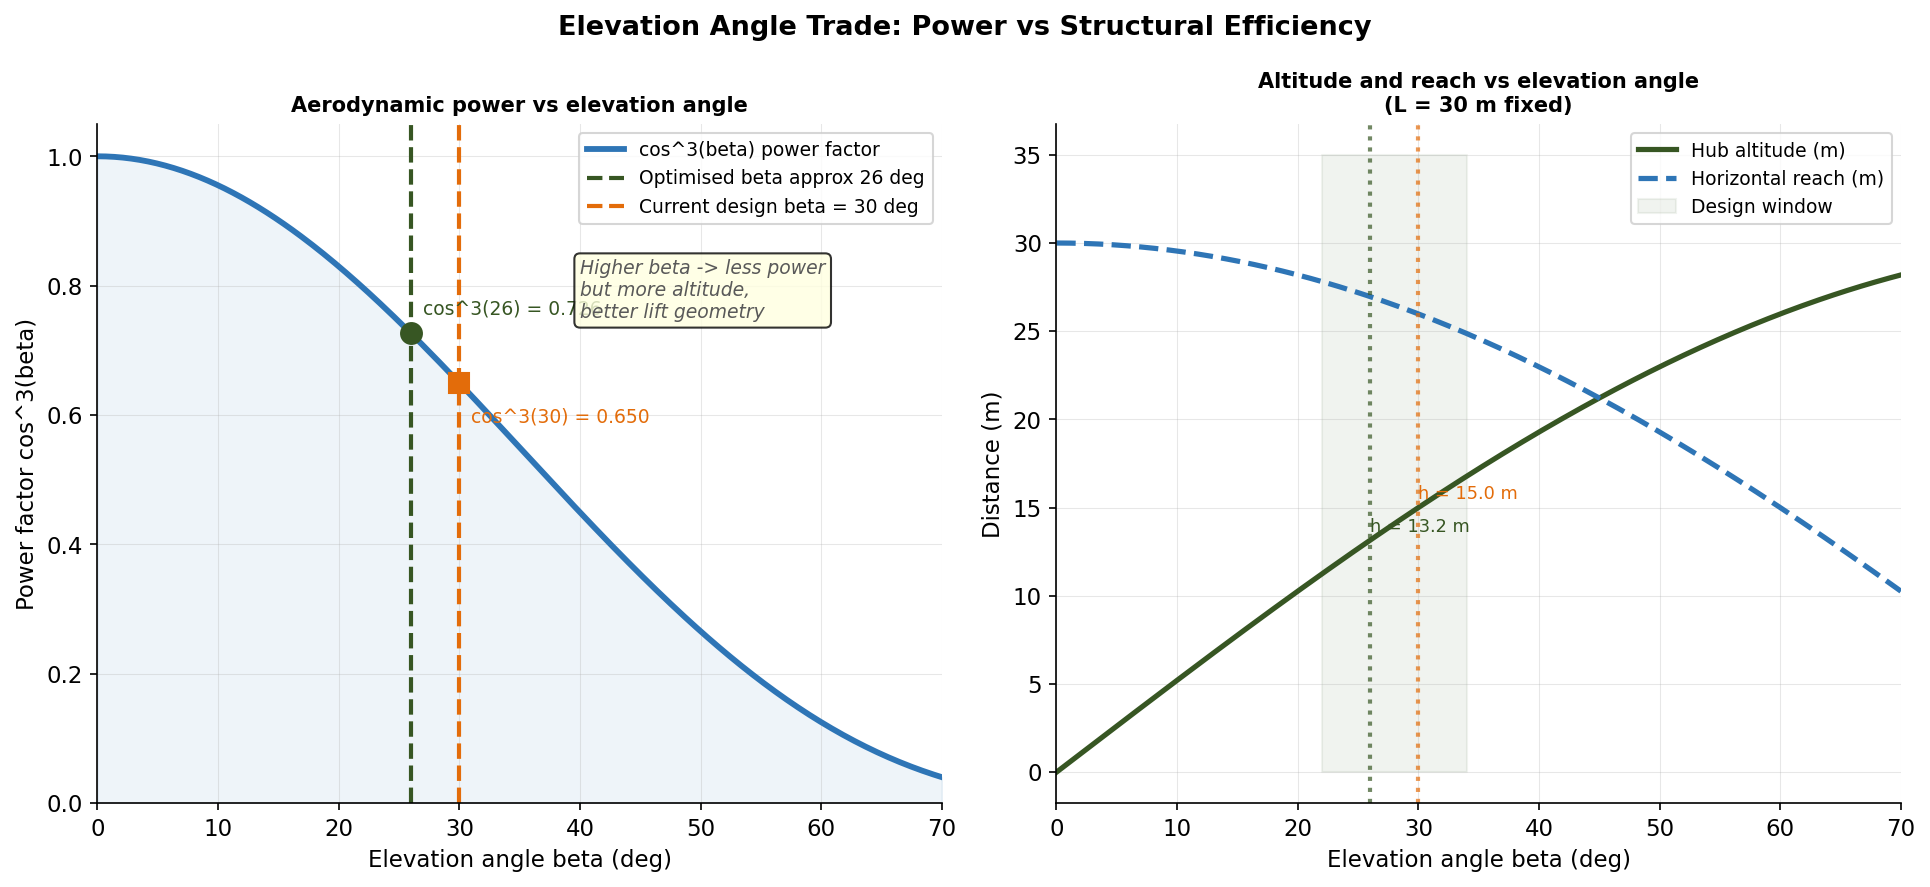 Elevation Angle Trade: Power vs Structural Efficiency
Aerodynamic power vs elevation angle
1.0
0.8
0.6
0.4
0.2
0.0
Power factor cos^3(beta)
cos^3(beta) power factor
Optimised beta approx 26 deg
Current design beta = 30 deg
Higher beta -> less power
but more altitude,
better lift geometry
cos^3(26) = 0.726
cos^3(30) = 0.650
0 10 20 30 40 50 60 70
Elevation angle beta (deg)
Altitude and reach vs elevation angle
(L = 30 m fixed)
35
30
25
20
15
10
5
0
Distance (m)
Hub altitude (m)
Horizontal reach (m)
Design window
h = 15.0 m
h = 13.2 m
0 10 20 30 40 50 60 70
Elevation angle beta (deg)